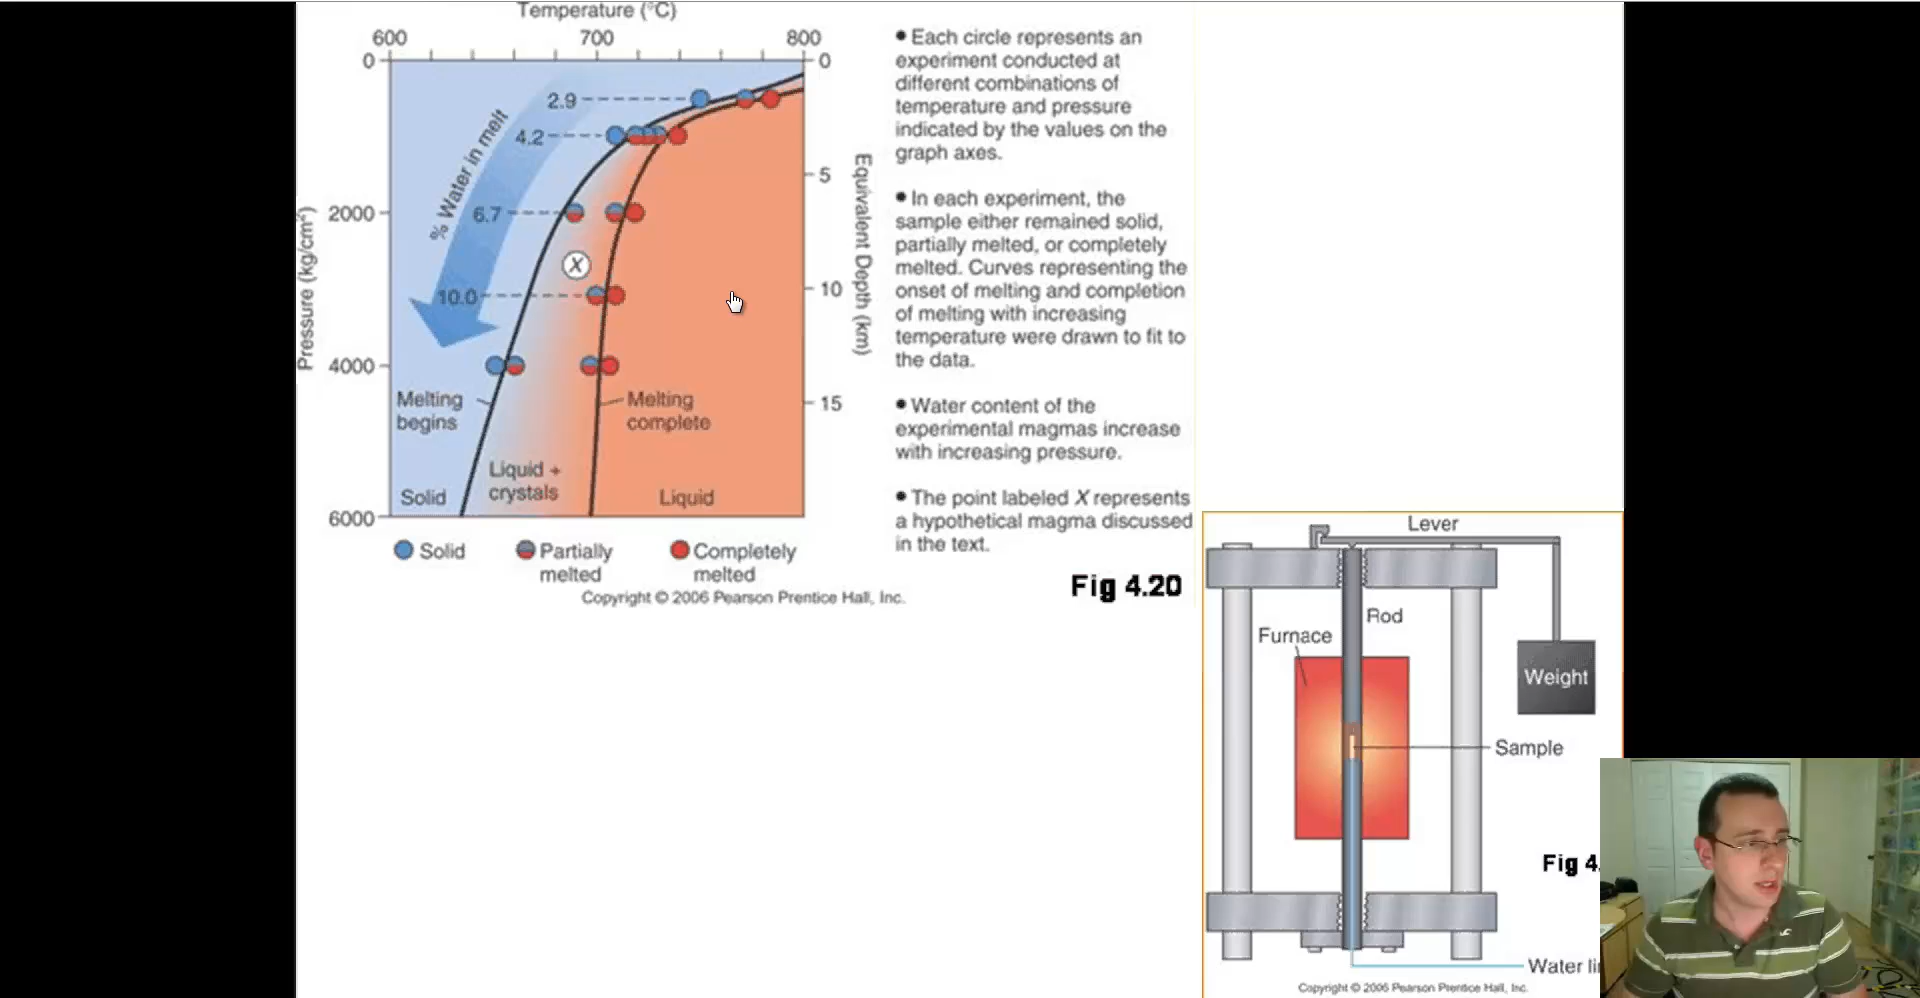 Temperature (°C)
600 700 800
0 0
2.9
4.2
% Water in melt
5
6.7
2000
Pressure (kg/cm²)
Equivalent Depth (km)
X
10.0
10
4000
Melting begins
Melting complete
15
Liquid +
crystals
Solid
Liquid
6000
Solid
Partially
melted
Completely
melted
Copyright © 2006 Pearson Prentice Hall, Inc.
• Each circle represents an
experiment conducted at
different combinations of
temperature and pressure
indicated by the values on the
graph axes.
• In each experiment, the
sample either remained solid,
partially melted, or completely
melted. Curves representing the
onset of melting and completion
of melting with increasing
temperature were drawn to fit to
the data.
• Water content of the
experimental magmas increase
with increasing pressure.
• The point labeled X represents
a hypothetical magma discussed
in the text.
Fig 4.20
Lever
Rod
Furnace
Weight
Sample
Fig 4.
Water
Copyright © 2006 Pearson Prentice Hall, Inc.